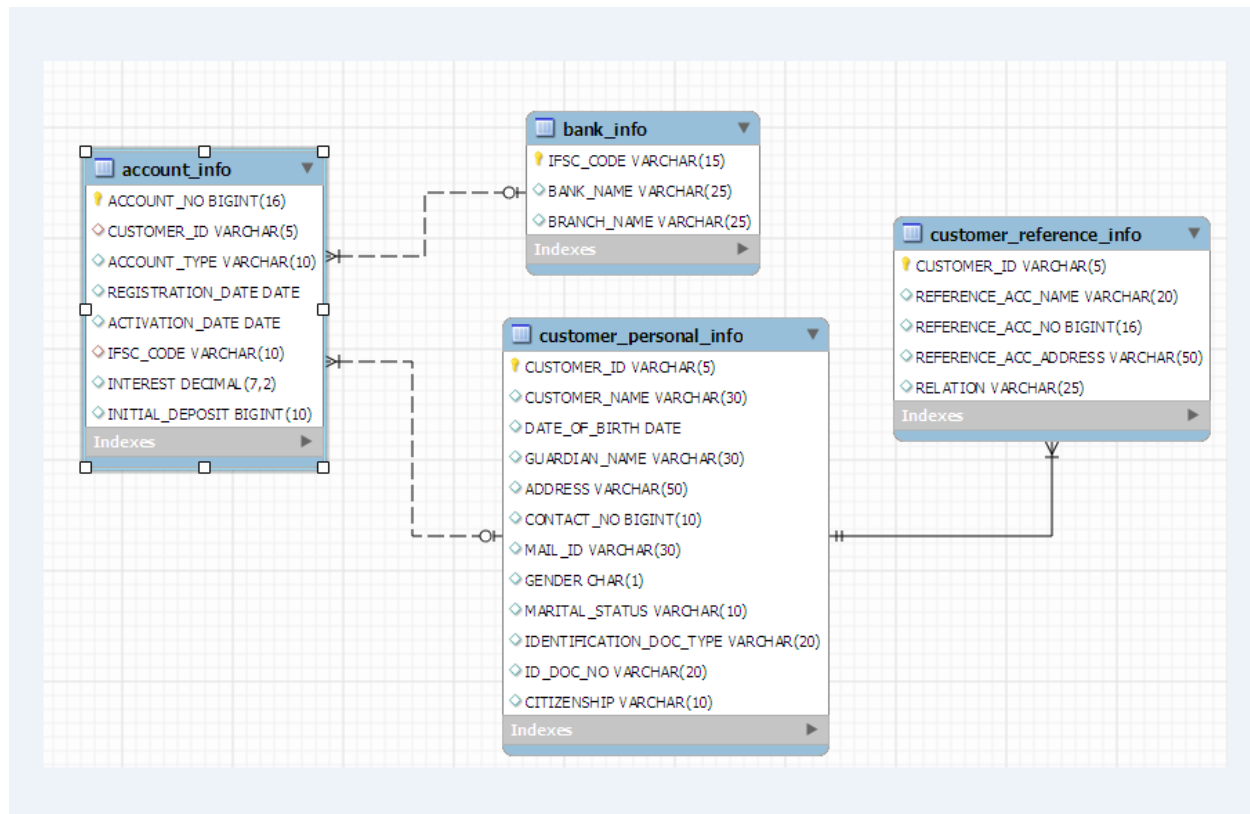 account_info
ACCOUNT_NO BIGINT(16)
CUSTOMER_ID VARCHAR(5)
ACCOUNT_TYPE VARCHAR(10)
REGISTRATION_DATE DATE
ACTIVATION_DATE DATE
IFSC_CODE VARCHAR(10)
INTEREST DECIMAL(7,2)
INITIAL_DEPOSIT BIGINT(10)
Indexes
bank_info
IFSC_CODE VARCHAR(15)
BANK_NAME VARCHAR(25)
BRANCH_NAME VARCHAR(25)
Indexes
customer_personal_info
CUSTOMER_ID VARCHAR(5)
CUSTOMER_NAME VARCHAR(30)
DATE_OF_BIRTH DATE
GUARDIAN_NAME VARCHAR(30)
ADDRESS VARCHAR(50)
CONTACT_NO BIGINT(10)
MAIL_ID VARCHAR(30)
GENDER CHAR(1)
MARITAL_STATUS VARCHAR(10)
IDENTIFICATION_DOC_TYPE VARCHAR(20)
ID_DOC_NO VARCHAR(20)
CITIZENSHIP VARCHAR(10)
Indexes
customer_reference_info
CUSTOMER_ID VARCHAR(5)
REFERENCE_ACC_NAME VARCHAR(20)
REFERENCE_ACC_NO BIGINT(16)
REFERENCE_ACC_ADDRESS VARCHAR(50)
RELATION VARCHAR(25)
Indexes